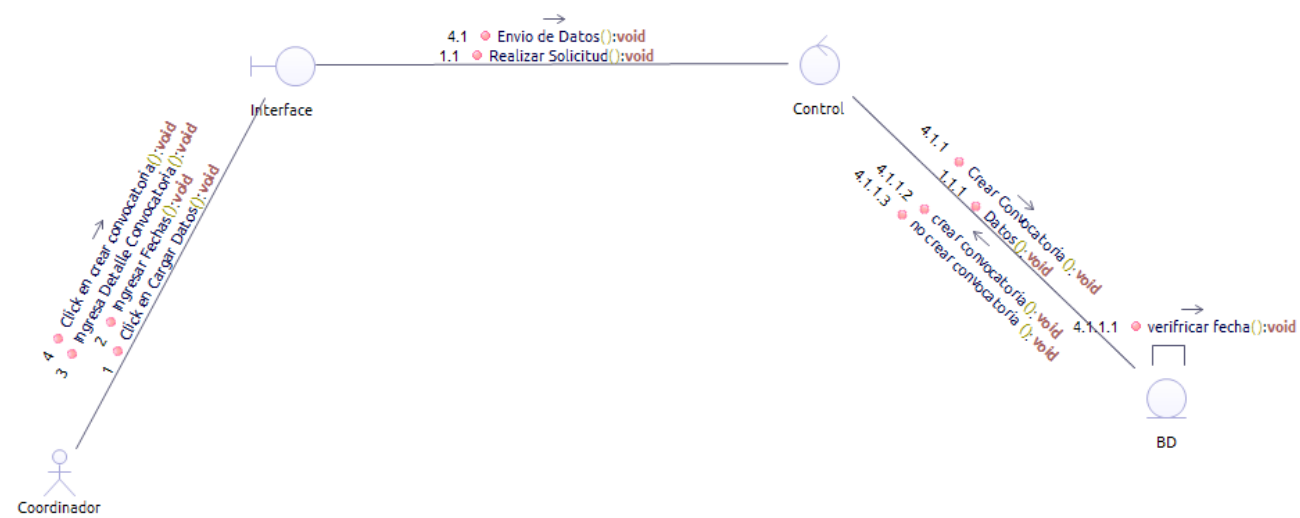 4.1 Envio de Datos():void
1.1 Realizar Solicitud():void
Interface
Control
4 Click en crear convocatoria():void
3 Ingresa Detalle Convocatoria():void
2 Ingresar Fechas():void
1 Click en Cargar Datos():void
4.1.1 Crear Convocatoria():void
1.1.1 Datos():void
4.1.1.2 crear convocatoria():void
4.1.1.3 no crear convocatoria ():void
4.1.1.1 verifricar fecha():void
BD
Coordinador